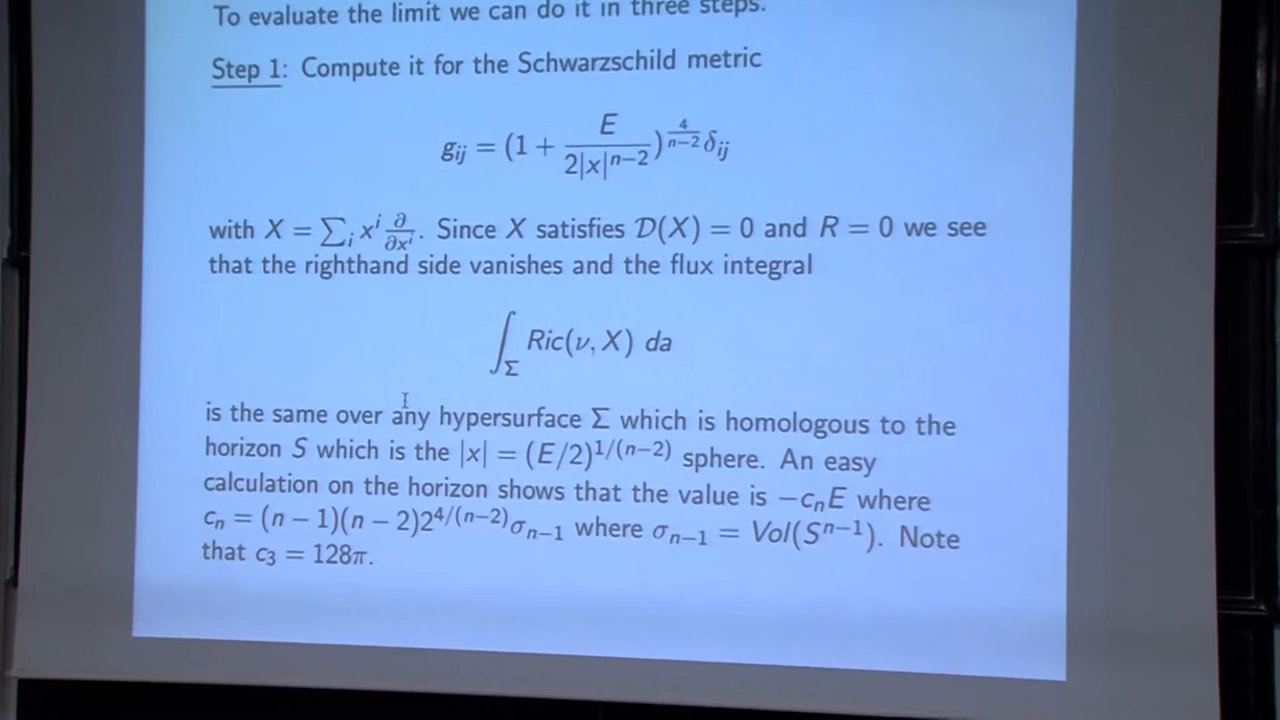 To evaluate the limit we can do it in three steps.
Step 1: Compute it for the Schwarzschild metric
g_{ij} = (1 + \frac{E}{2|x|^{n-2}})^{\frac{4}{n-2}} δ_{ij}
with X = \sum_i x^i \frac{∂}{∂x^i}. Since X satisfies 𝒟(X) = 0 and R = 0 we see
that the righthand side vanishes and the flux integral
\int_Σ Ric(ν, X) da
is the same over any hypersurface Σ which is homologous to the
horizon S which is the |x| = (E/2)^{1/(n−2)} sphere. An easy
calculation on the horizon shows that the value is −c_nE where
c_n = (n − 1)(n − 2)2^{4/(n−2)}σ_{n−1} where σ_{n−1} = Vol(S^{n−1}). Note
that c_3 = 128π.